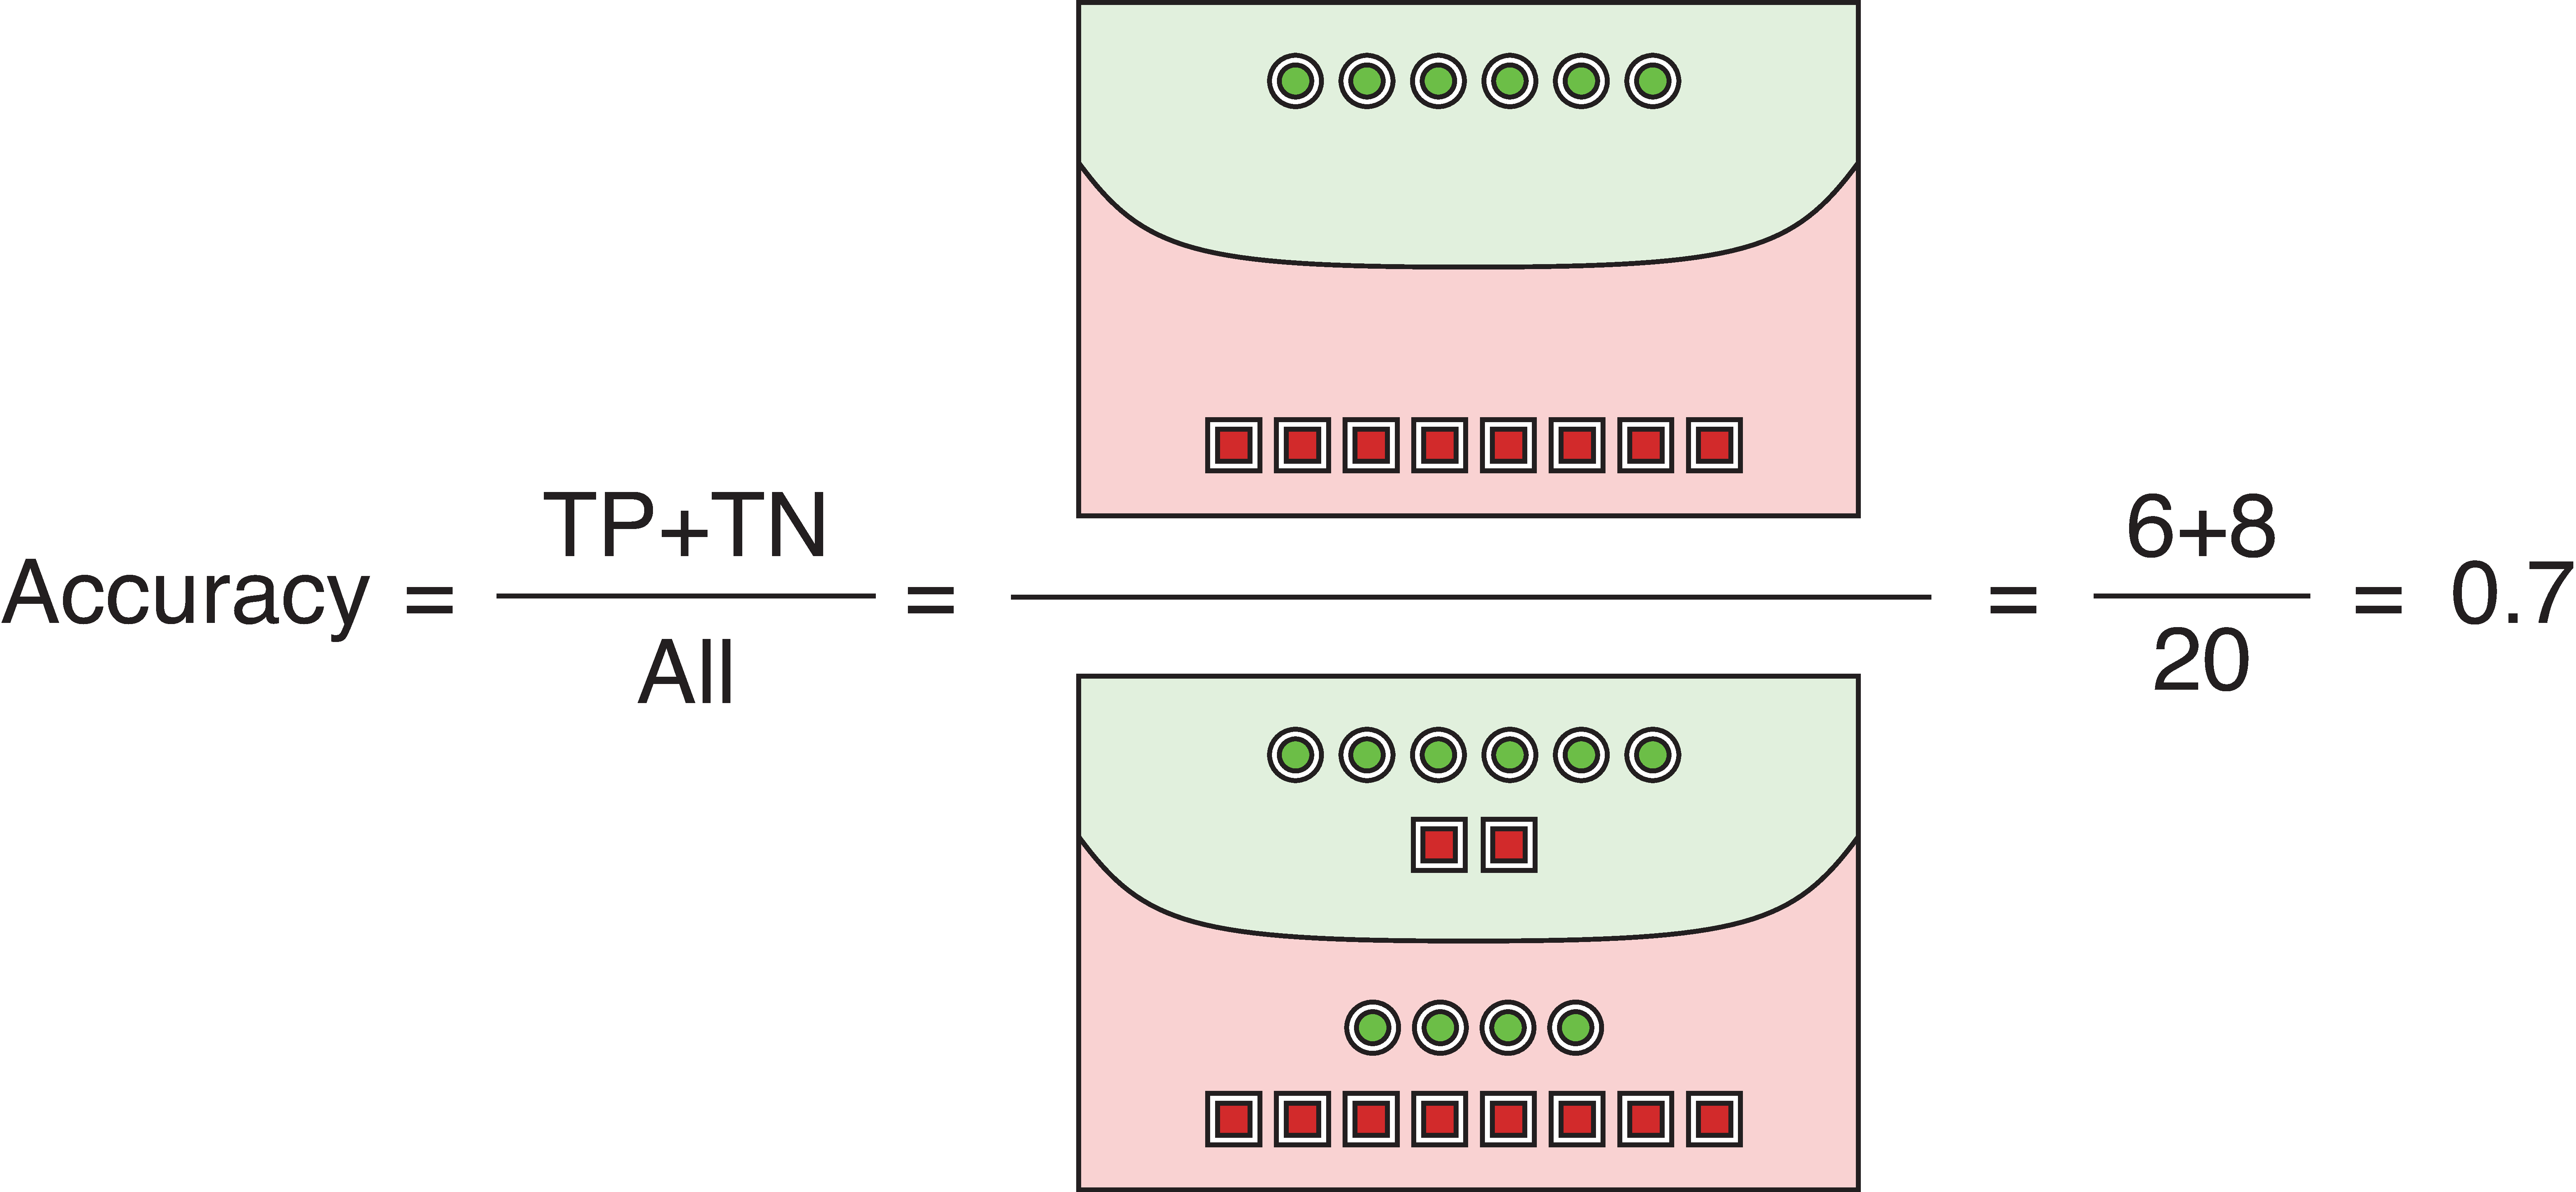 Accuracy = TP+TN / All = = 6+8 / 20 = 0.7